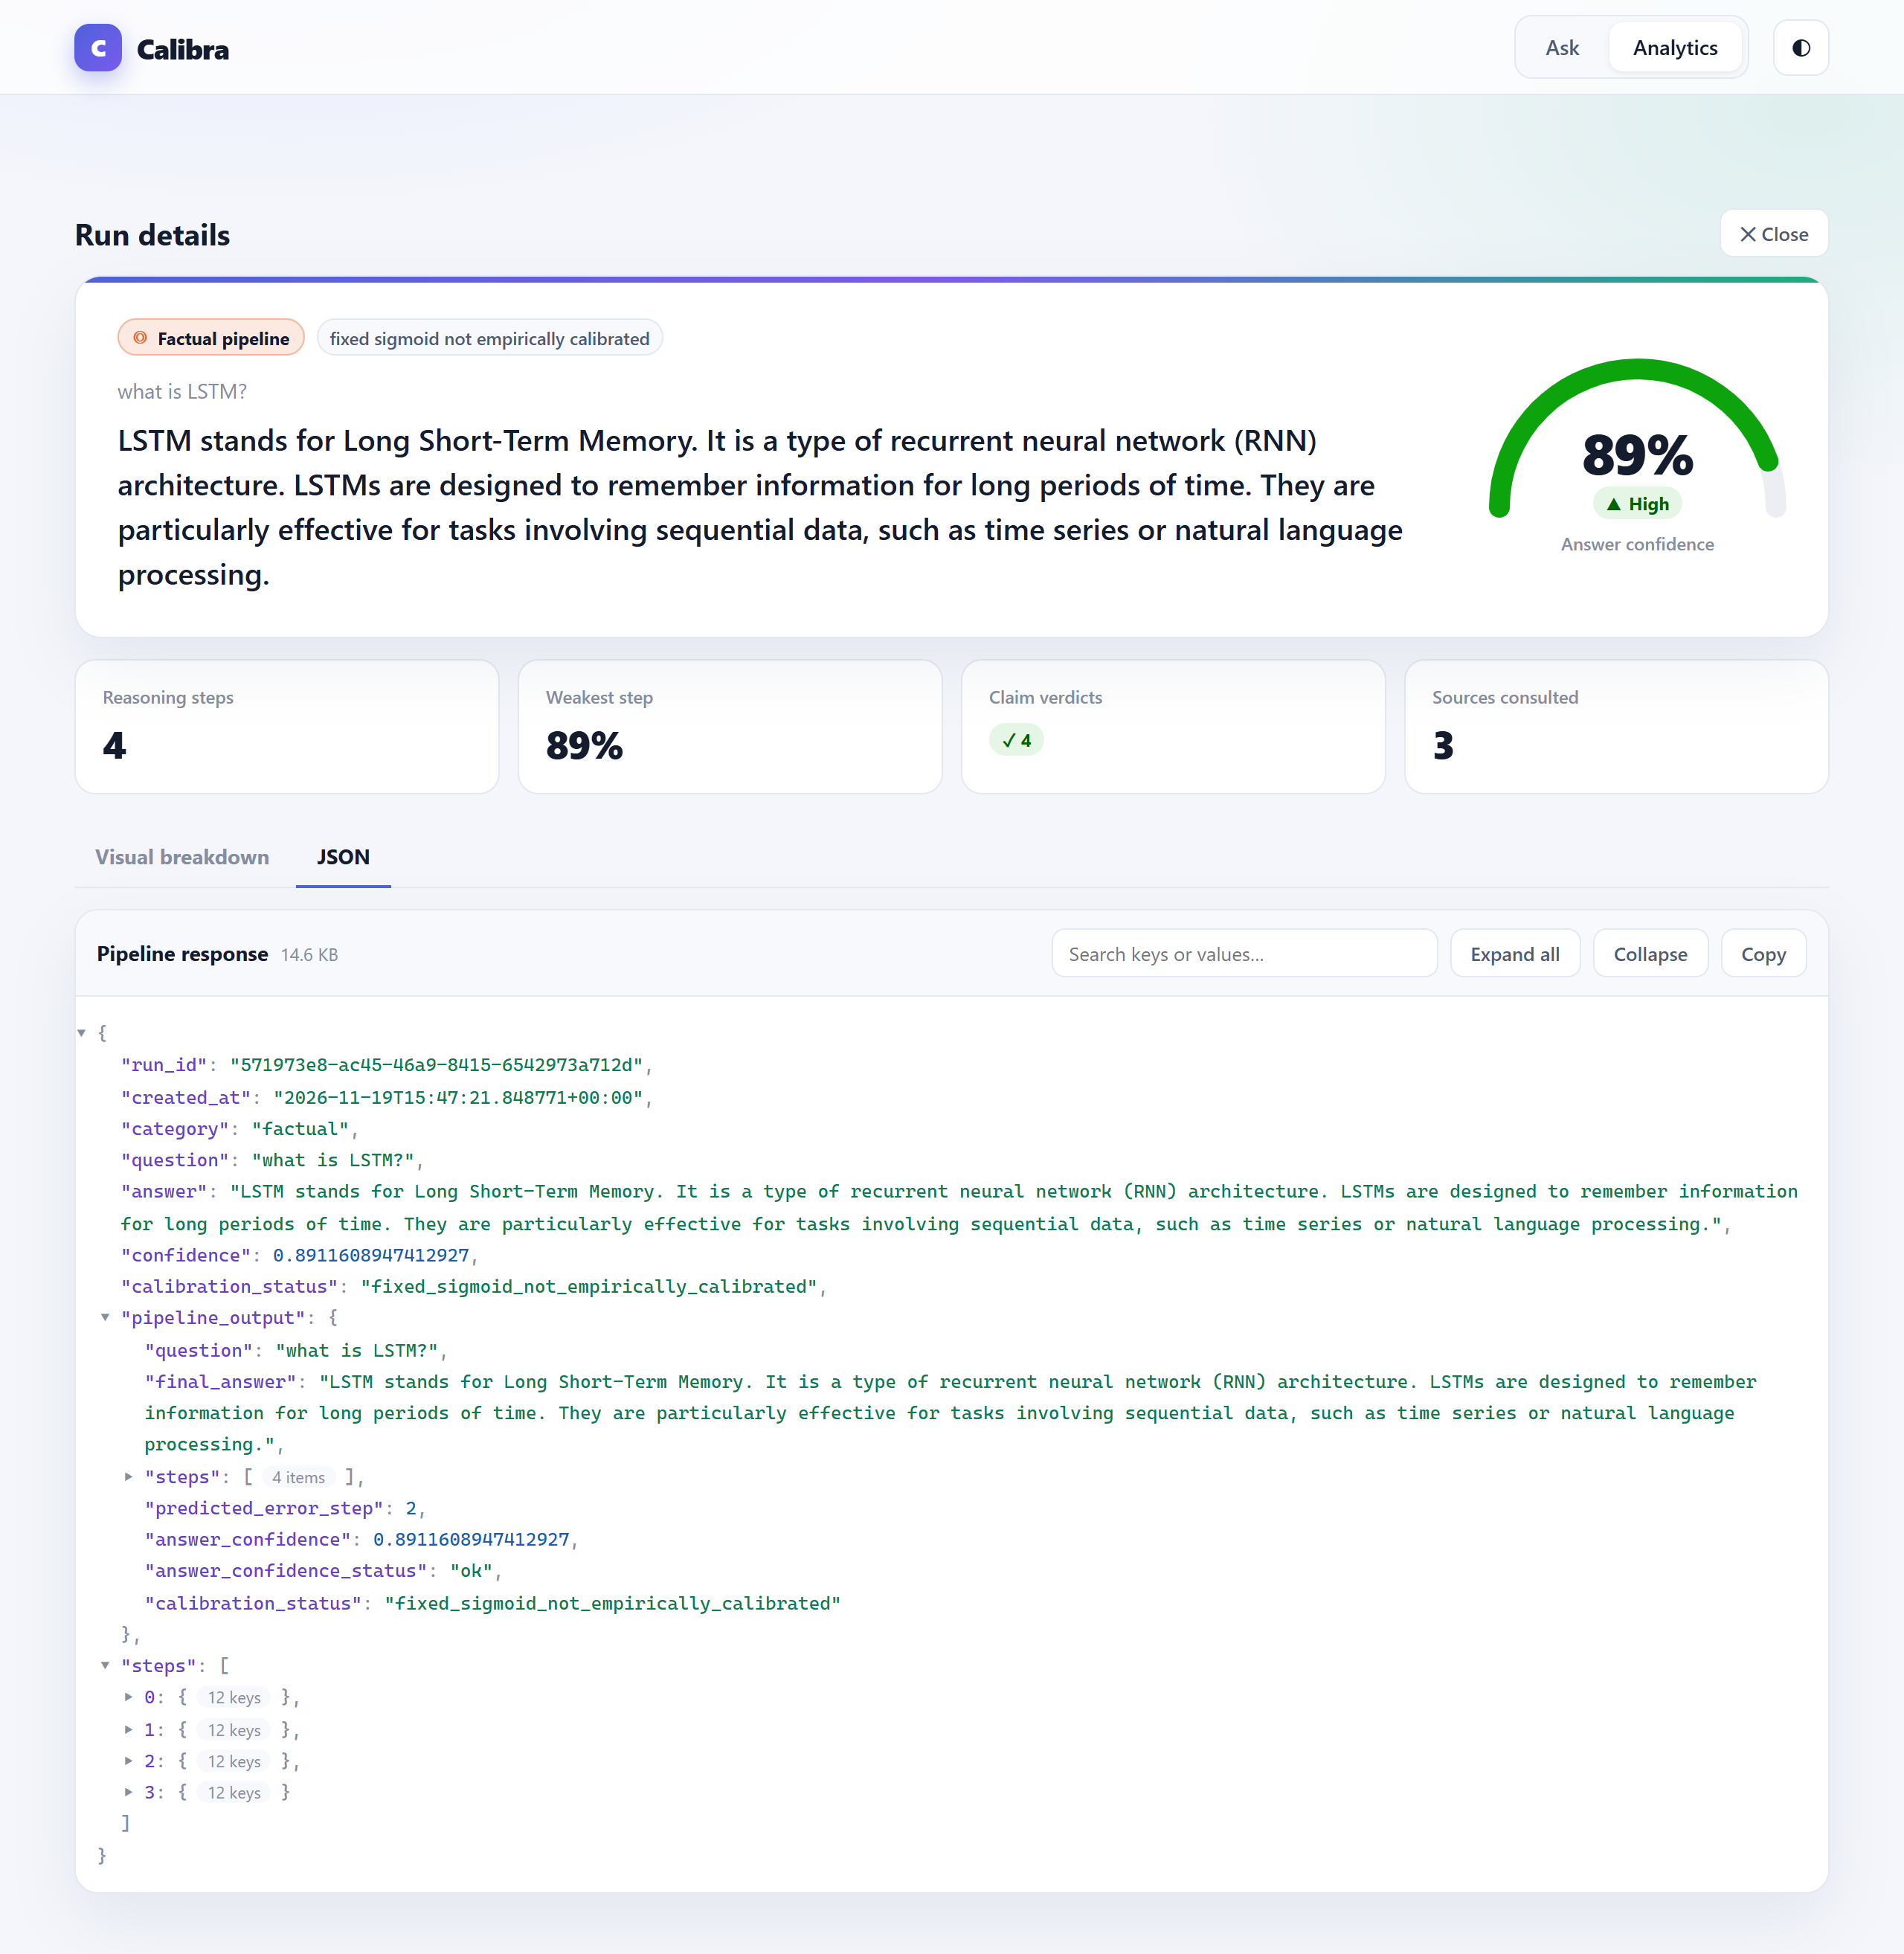 C Calibra
Ask
Analytics
Run details
Close
Factual pipeline
fixed sigmoid not empirically calibrated
what is LSTM?
LSTM stands for Long Short-Term Memory. It is a type of recurrent neural network (RNN)
architecture. LSTMs are designed to remember information for long periods of time. They are
particularly effective for tasks involving sequential data, such as time series or natural language
processing.
89%
▲ High
Answer confidence
Reasoning steps
4
Weakest step
89%
Claim verdicts
✓ 4
Sources consulted
3
Visual breakdown
JSON
Pipeline response 14.6 KB
Search keys or values...
Expand all
Collapse
Copy
{
"run_id": "571973e8-ac45-46a9-8415-6542973a712d",
"created_at": "2026-11-19T15:47:21.848771+00:00",
"category": "factual",
"question": "what is LSTM?",
"answer": "LSTM stands for Long Short-Term Memory. It is a type of recurrent neural network (RNN) architecture. LSTMs are designed to remember information
for long periods of time. They are particularly effective for tasks involving sequential data, such as time series or natural language processing.",
"confidence": 0.8911608947412927,
"calibration_status": "fixed_sigmoid_not_empirically_calibrated",
"pipeline_output": {
"question": "what is LSTM?",
"final_answer": "LSTM stands for Long Short-Term Memory. It is a type of recurrent neural network (RNN) architecture. LSTMs are designed to remember
information for long periods of time. They are particularly effective for tasks involving sequential data, such as time series or natural language
processing.",
"steps": [ 4 items ],
"predicted_error_step": 2,
"answer_confidence": 0.8911608947412927,
"answer_confidence_status": "ok",
"calibration_status": "fixed_sigmoid_not_empirically_calibrated"
},
"steps": [
0: { 12 keys },
1: { 12 keys },
2: { 12 keys },
3: { 12 keys }
]
}